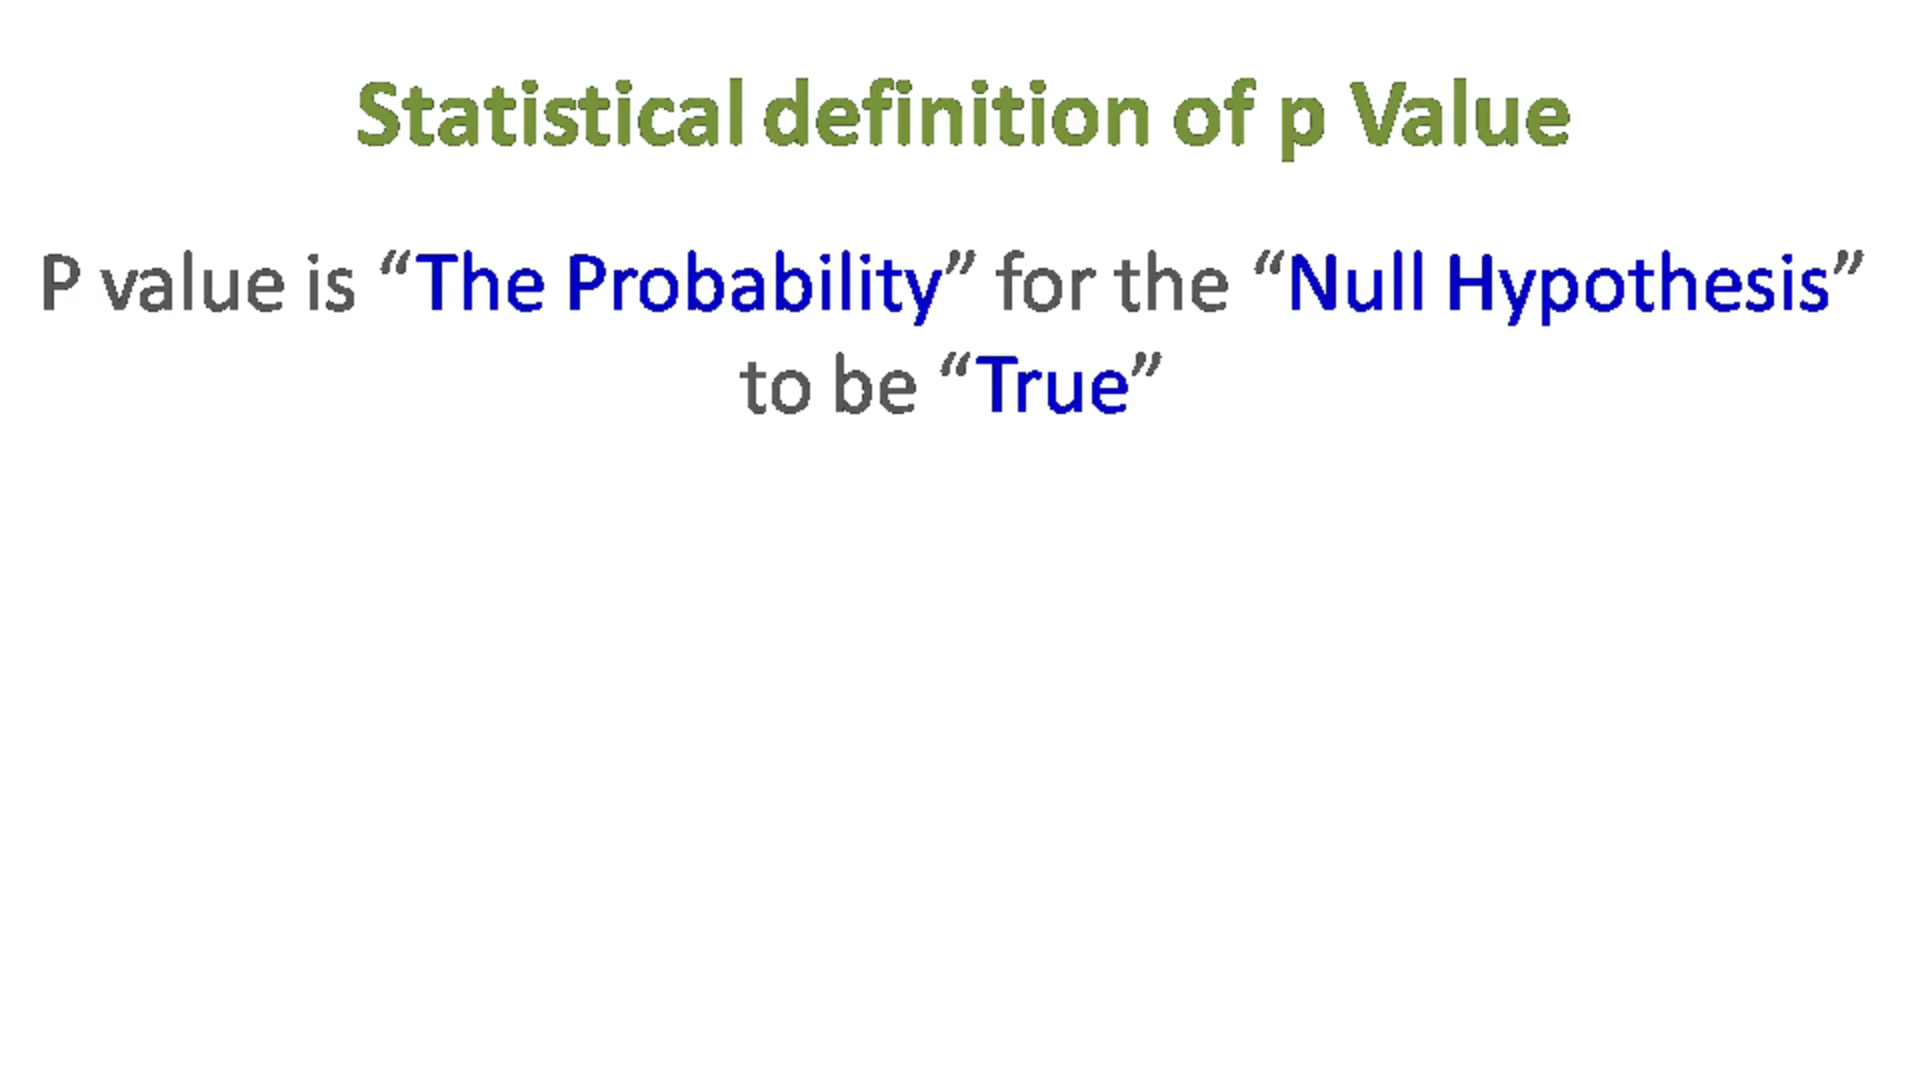 Statistical definition of p Value
P value is “The Probability” for the “Null Hypothesis”
to be “True”